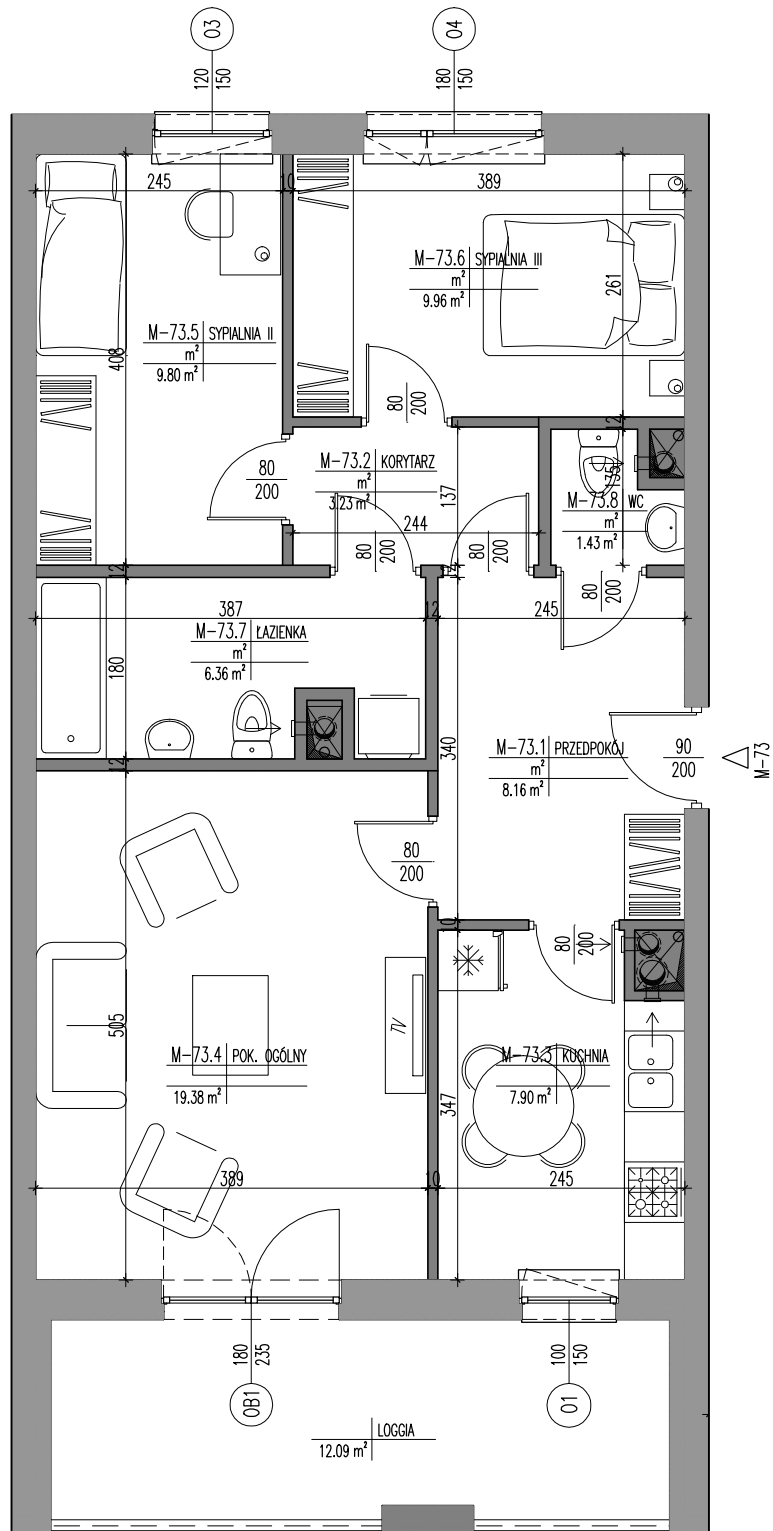 03
04
120
150
180
150
245
10
389
M-73.6 SYPIALNIA III
m²
9.96 m²
261
M-73.5 SYPIALNIA II
m²
9.80 m²
408
80
200
12
M-73.2 KORYTARZ
m²
3.23 m²
80
200
137
135
M-73.8 WC
m²
1.43 m²
244
80
200
80
200
80
200
12
12
387
12
245
M-73.7 ŁAZIENKA
m²
6.36 m²
180
340
M-73.1 PRZEDPOKÓJ
m²
8.16 m²
90
200
M-73
12
80
200
10
80
200
TV
505
M-73.4 POK. OGÓLNY
19.38 m²
M-73.3 KUCHNIA
7.90 m²
347
389
10
245
180
235
100
150
OB1
01
LOGGIA
12.09 m²